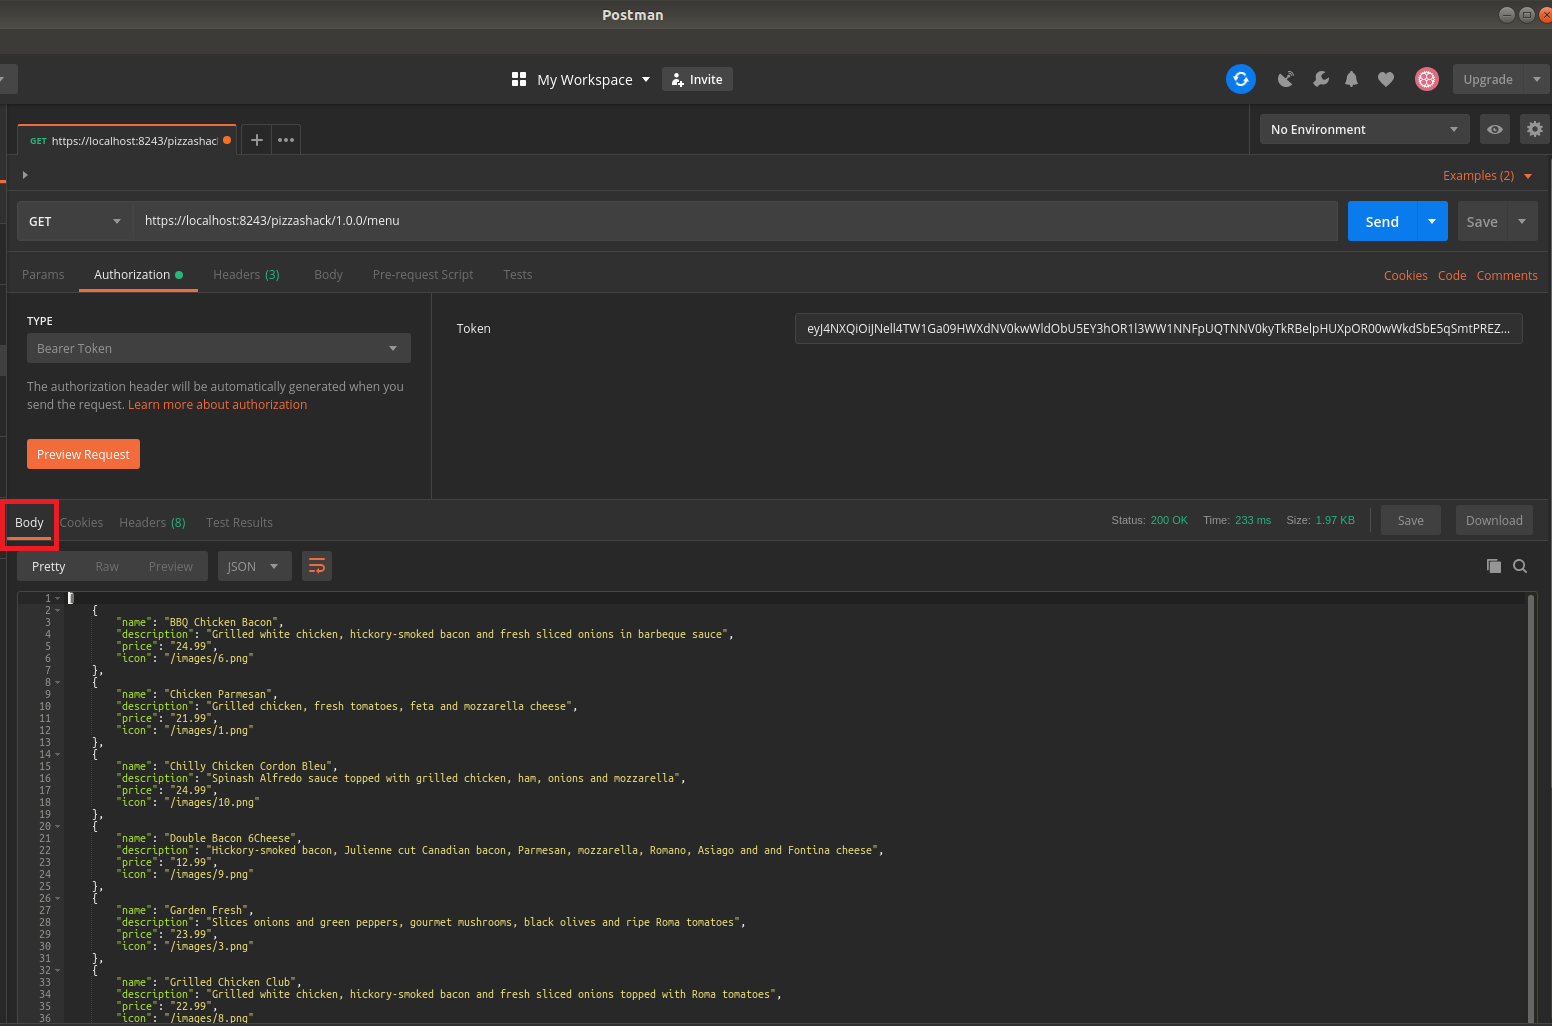 Postman
My Workspace
Invite
Upgrade
GET https://localhost:8243/pizzashac
No Environment
Examples (2)
GET
https://localhost:8243/pizzashack/1.0.0/menu
Send
Save
Params
Authorization
Headers (3)
Body
Pre-request Script
Tests
Cookies
Code
Comments
TYPE
Bearer Token
The authorization header will be automatically generated when you
send the request. Learn more about authorization
Preview Request
Token
eyJ4NXQiOiJNell4TW1Ga09HWXdNV0kwWldObU5EY3hOR1l3WW1NNFpUQTNNV0kyTkRBelpHUXpOR00wWkdSbE5qSmtPREZ...
Body
Cookies
Headers (8)
Test Results
Status: 200 OK
Time: 233 ms
Size: 1.97 KB
Save
Download
Pretty
Raw
Preview
JSON
1 [
2 {
3 "name": "BBQ Chicken Bacon",
4 "description": "Grilled white chicken, hickory-smoked bacon and fresh sliced onions in barbeque sauce",
5 "price": "24.99",
6 "icon": "/images/6.png"
7 },
8 {
9 "name": "Chicken Parmesan",
10 "description": "Grilled chicken, fresh tomatoes, feta and mozzarella cheese",
11 "price": "21.99",
12 "icon": "/images/1.png"
13 },
14 {
15 "name": "Chilly Chicken Cordon Bleu",
16 "description": "Spinash Alfredo sauce topped with grilled chicken, ham, onions and mozzarella",
17 "price": "24.99",
18 "icon": "/images/10.png"
19 },
20 {
21 "name": "Double Bacon 6Cheese",
22 "description": "Hickory-smoked bacon, Julienne cut Canadian bacon, Parmesan, mozzarella, Romano, Asiago and and Fontina cheese",
23 "price": "12.99",
24 "icon": "/images/9.png"
25 },
26 {
27 "name": "Garden Fresh",
28 "description": "Slices onions and green peppers, gourmet mushrooms, black olives and ripe Roma tomatoes",
29 "price": "23.99",
30 "icon": "/images/3.png"
31 },
32 {
33 "name": "Grilled Chicken Club",
34 "description": "Grilled white chicken, hickory-smoked bacon and fresh sliced onions topped with Roma tomatoes",
35 "price": "22.99",
36 "icon": "/images/8.png"